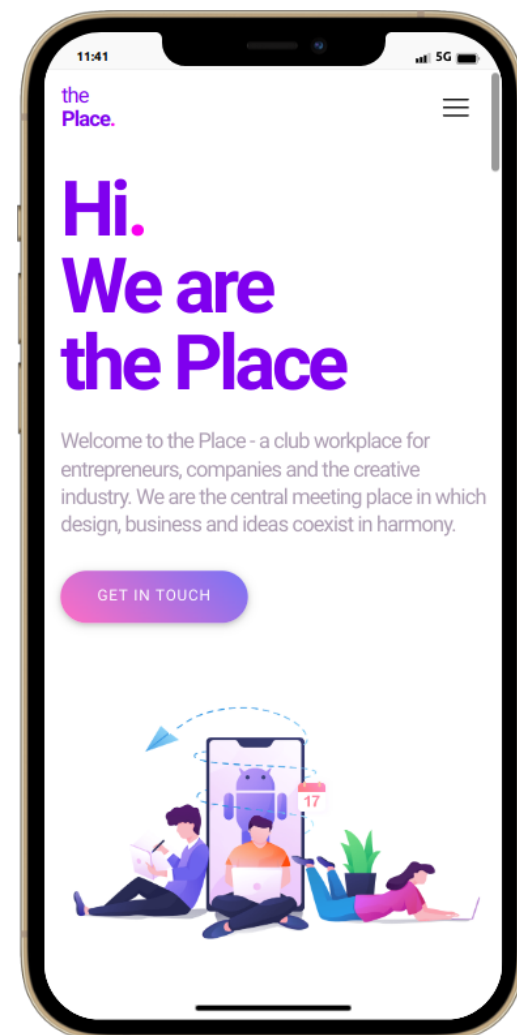 11:41
5G
the
Place.
Hi.
We are
the Place
Welcome to the Place - a club workplace for
entrepreneurs, companies and the creative
industry. We are the central meeting place in which
design, business and ideas coexist in harmony.
GET IN TOUCH
17